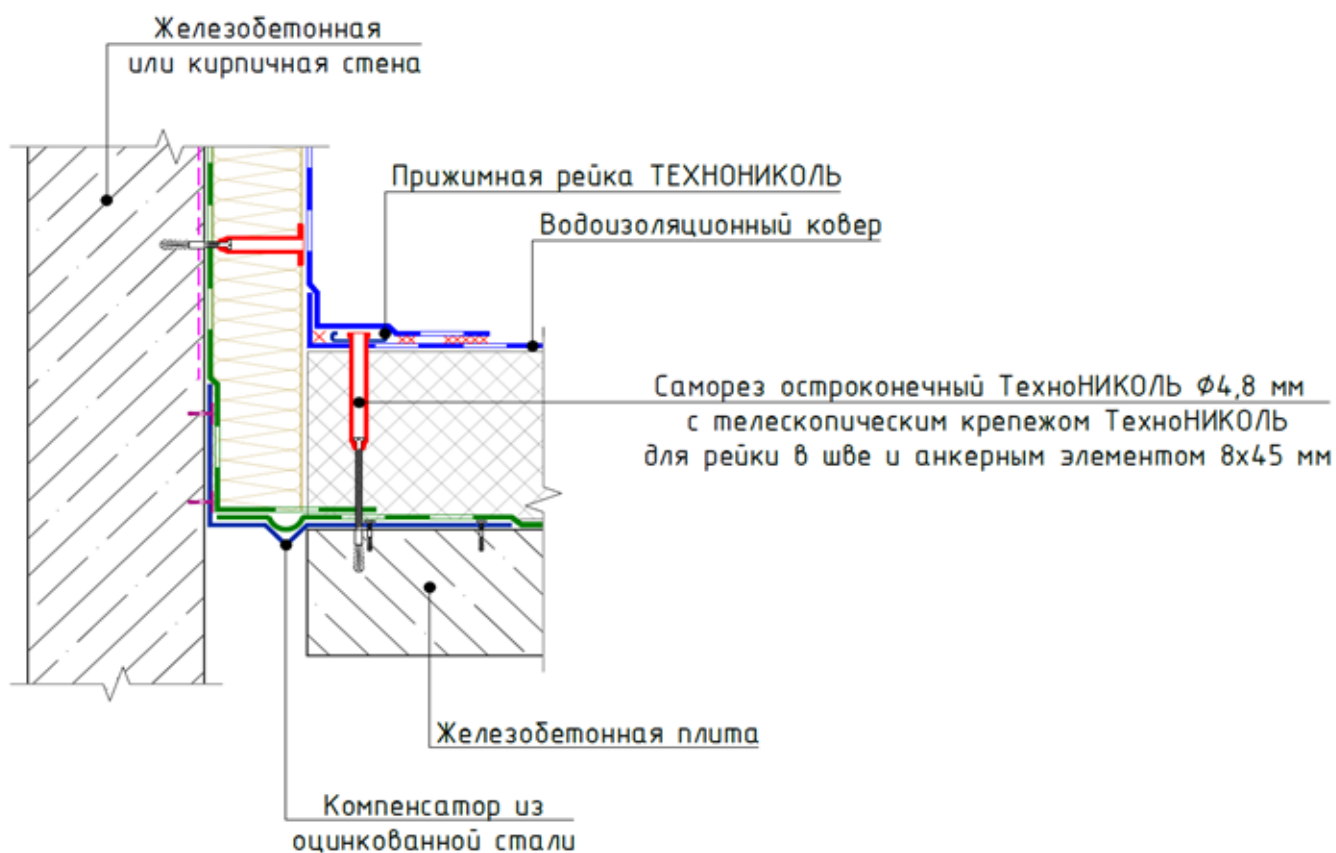 Железобетонная
или кирпичная стена
Прижимная рейка ТЕХНОНИКОЛЬ
Водоизоляционный ковер
Саморез остроконечный ТехноНИКОЛЬ Ø4,8 мм
с телескопическим крепежом ТехноНИКОЛЬ
для рейки в шве и анкерным элементом 8х45 мм
Железобетонная плита
Компенсатор из
оцинкованной стали